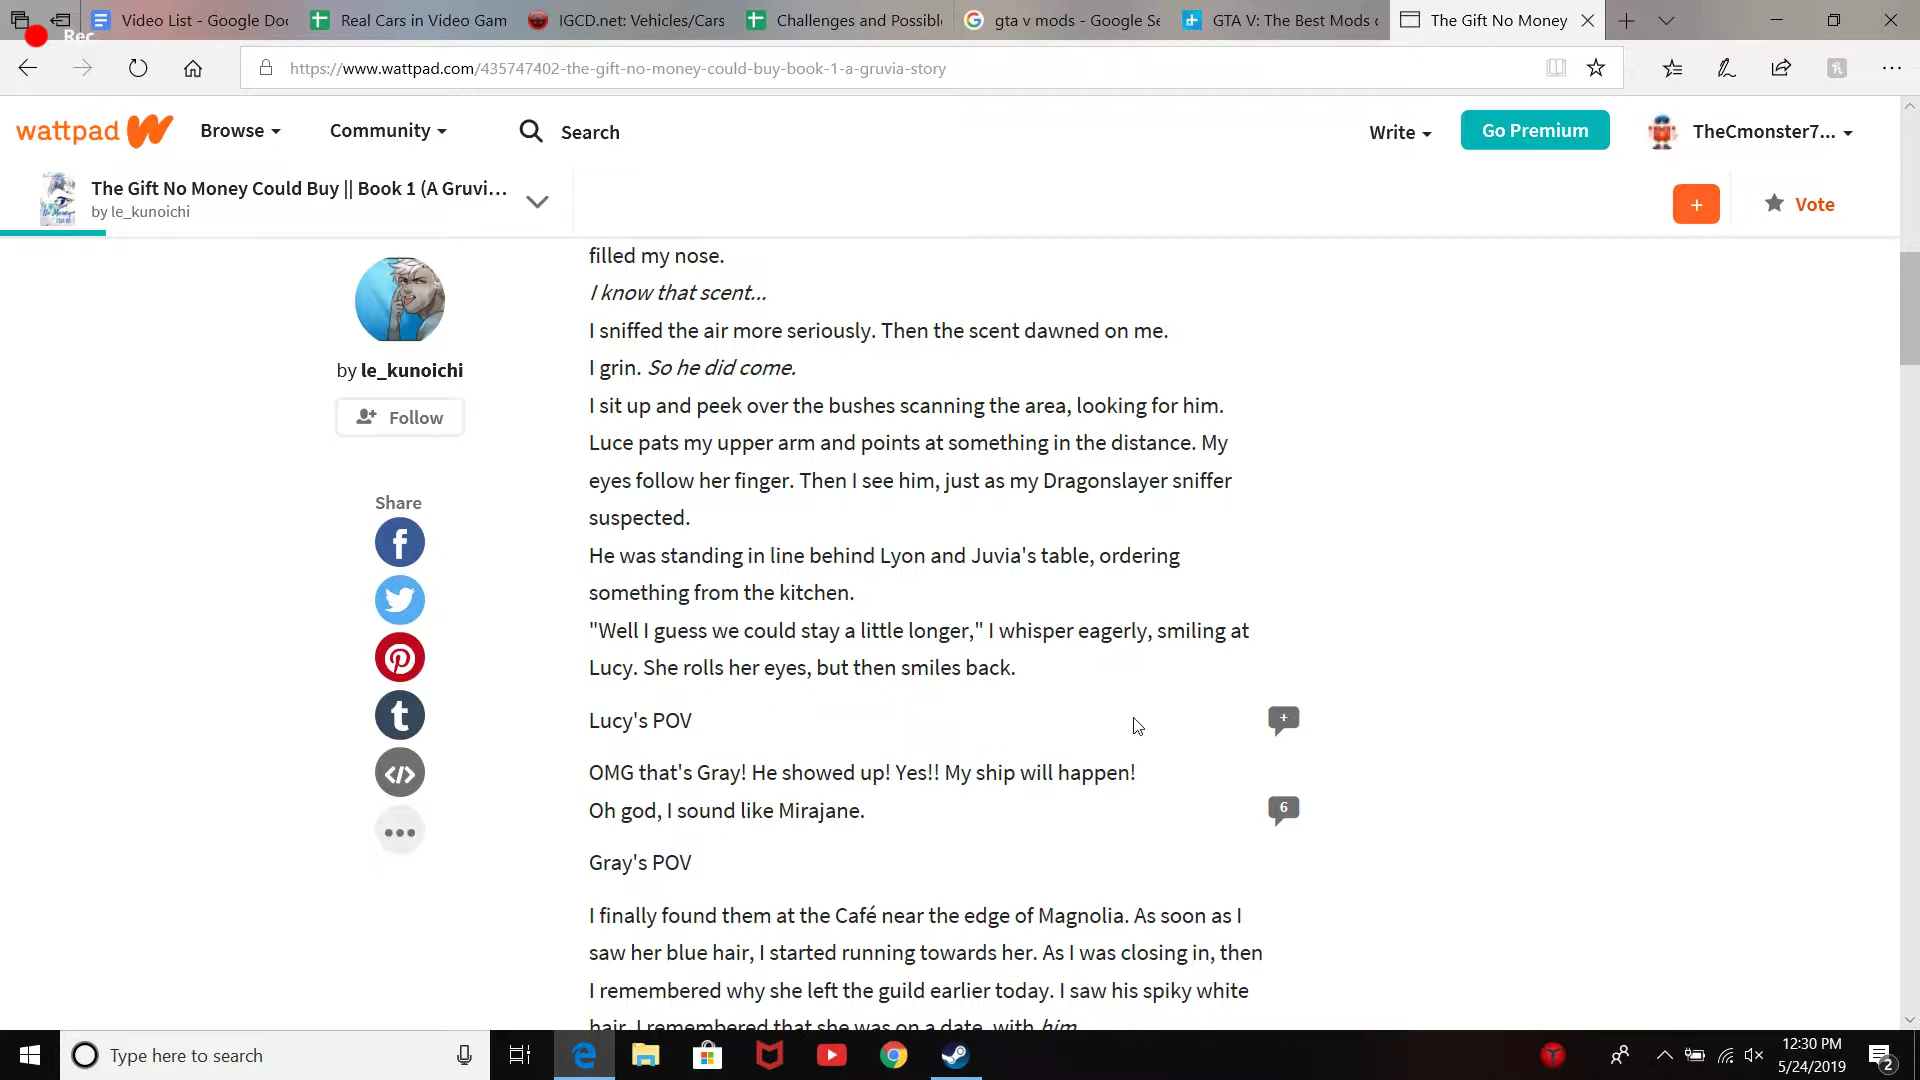 Video List - Google Doc
Real Cars in Video Gam
IGCD.net: Vehicles/Cars
Challenges and Possibl
gta v mods - Google Se
GTA V: The Best Mods
The Gift No Money
Rec
https://www.wattpad.com/435747402-the-gift-no-money-could-buy-book-1-a-gruvia-story
wattpad
Browse
Community
Search
Write
Go Premium
TheCmonster7...
The Gift No Money Could Buy || Book 1 (A Gruvi...
by le_kunoichi
+
Vote
by le_kunoichi
Follow
Share
filled my nose.
I know that scent...
I sniffed the air more seriously. Then the scent dawned on me.
I grin. So he did come.
I sit up and peek over the bushes scanning the area, looking for him.
Luce pats my upper arm and points at something in the distance. My
eyes follow her finger. Then I see him, just as my Dragonslayer sniffer
suspected.
He was standing in line behind Lyon and Juvia's table, ordering
something from the kitchen.
"Well I guess we could stay a little longer," I whisper eagerly, smiling at
Lucy. She rolls her eyes, but then smiles back.
Lucy's POV
+
OMG that's Gray! He showed up! Yes!! My ship will happen!
Oh god, I sound like Mirajane.
6
Gray's POV
I finally found them at the Café near the edge of Magnolia. As soon as I
saw her blue hair, I started running towards her. As I was closing in, then
I remembered why she left the guild earlier today. I saw his spiky white
hair. I remembered that she was on a date, with him.
Type here to search
12:30 PM
5/24/2019
2